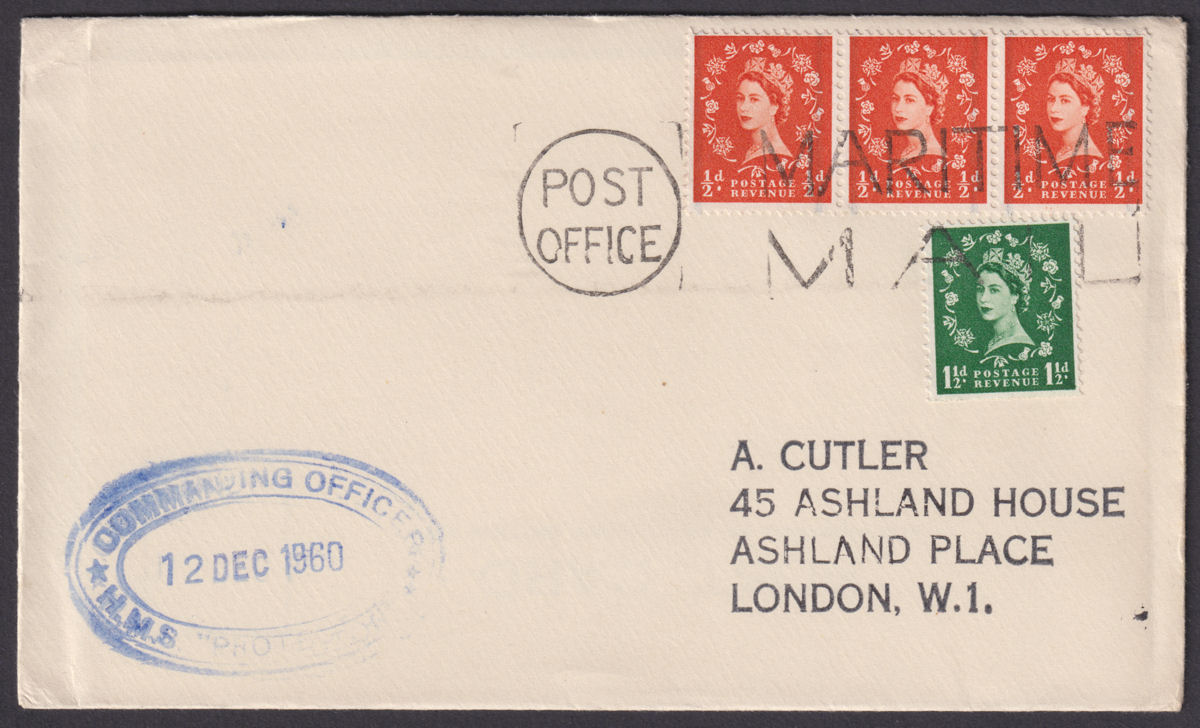 ½d. POSTAGE REVENUE ½d.
½d. POSTAGE REVENUE ½d.
½d. POSTAGE REVENUE ½d.
POST
OFFICE
MARITIME
MAIL
1½d. POSTAGE REVENUE 1½d.
A. CUTLER
45 ASHLAND HOUSE
ASHLAND PLACE
LONDON, W.1.
COMMANDING OFFICER
12 DEC 1960
H.M.S.